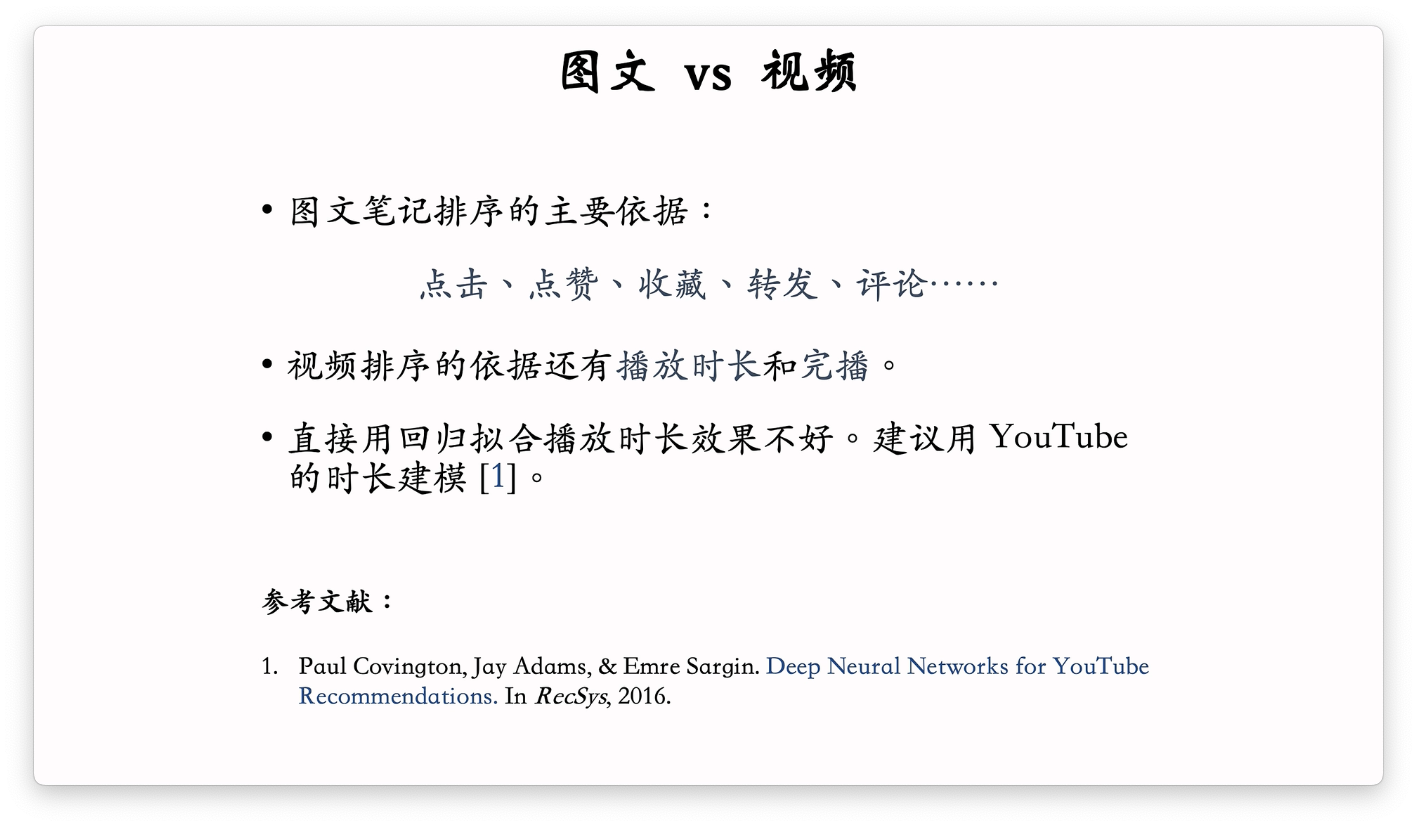 图文 vs 视频
• 图文笔记排序的主要依据：
点击、点赞、收藏、转发、评论……
• 视频排序的依据还有播放时长和完播。
• 直接用回归拟合播放时长效果不好。建议用 YouTube
的时长建模 [1]。
参考文献：
1. Paul Covington, Jay Adams, & Emre Sargin. Deep Neural Networks for YouTube
Recommendations. In RecSys, 2016.